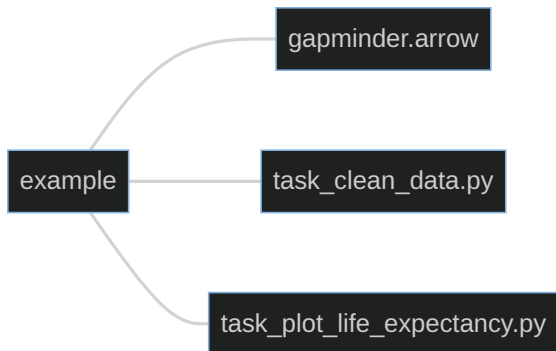 gapminder.arrow
example
task_clean_data.py
task_plot_life_expectancy.py